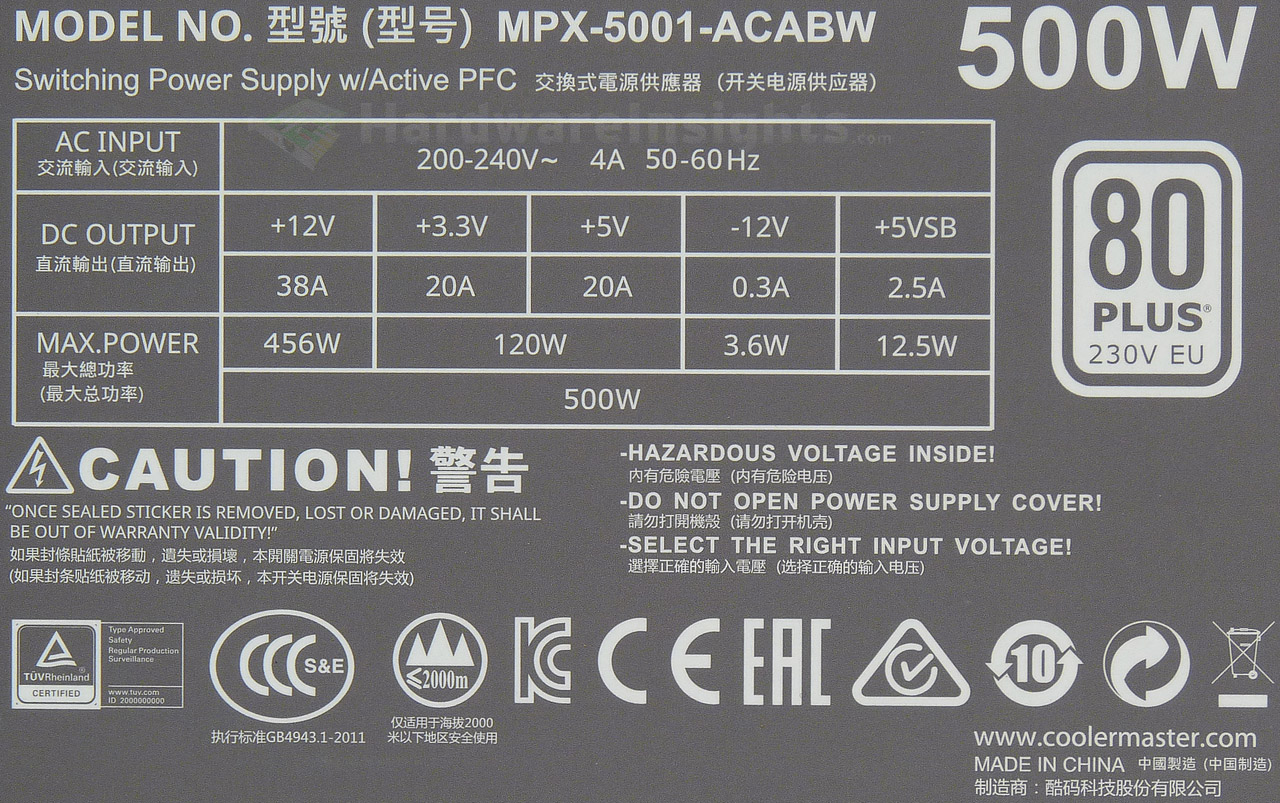 MODEL NO. 型號 (型号) MPX-5001-ACABW
500W
Switching Power Supply w/Active PFC 交換式電源供應器 (开关电源供应器)
HardwareInsights.com
AC INPUT
交流輸入(交流输入)
200-240V~ 4A 50-60Hz
DC OUTPUT
直流輸出(直流输出)
+12V +3.3V +5V -12V +5VSB
38A 20A 20A 0.3A 2.5A
MAX.POWER
最大總功率
(最大总功率)
456W 120W 3.6W 12.5W
500W
80
PLUS®
230V EU
CAUTION! 警告
"ONCE SEALED STICKER IS REMOVED, LOST OR DAMAGED, IT SHALL
BE OUT OF WARRANTY VALIDITY!"
如果封條貼紙被移動，遺失或損壞，本開關電源保固將失效
(如果封条贴纸被移动，遗失或损坏，本开关电源保固将失效)
-HAZARDOUS VOLTAGE INSIDE!
內有危險電壓 (内有危险电压)
-DO NOT OPEN POWER SUPPLY COVER!
請勿打開機殼 (请勿打开机壳)
-SELECT THE RIGHT INPUT VOLTAGE!
選擇正確的輸入電壓 (选择正确的输入电压)
TÜVRheinland®
CERTIFIED
Type Approved
Safety
Regular Production
Surveillance
www.tuv.com
ID 2000000000
CCC S&E
执行标准GB4943.1-2011
≤2000m
仅适用于海拔2000
米以下地区安全使用
KC
CE
EAC
10
www.coolermaster.com
MADE IN CHINA 中國製造 (中国制造)
制造商：酷码科技股份有限公司